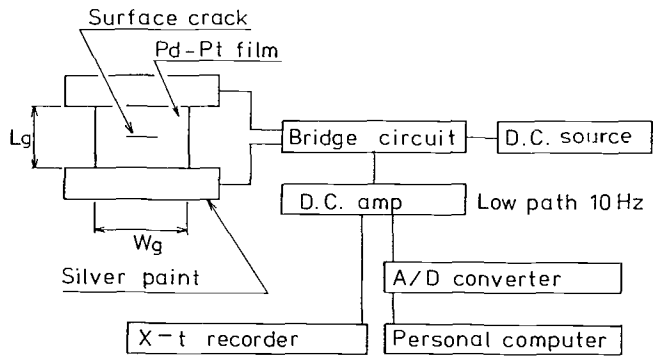 Surface crack
Pd-Pt film
Lg
Wg
Silver paint
Bridge circuit
D.C. source
D.C. amp
Low path 10 Hz
A/D converter
X-t recorder
Personal computer